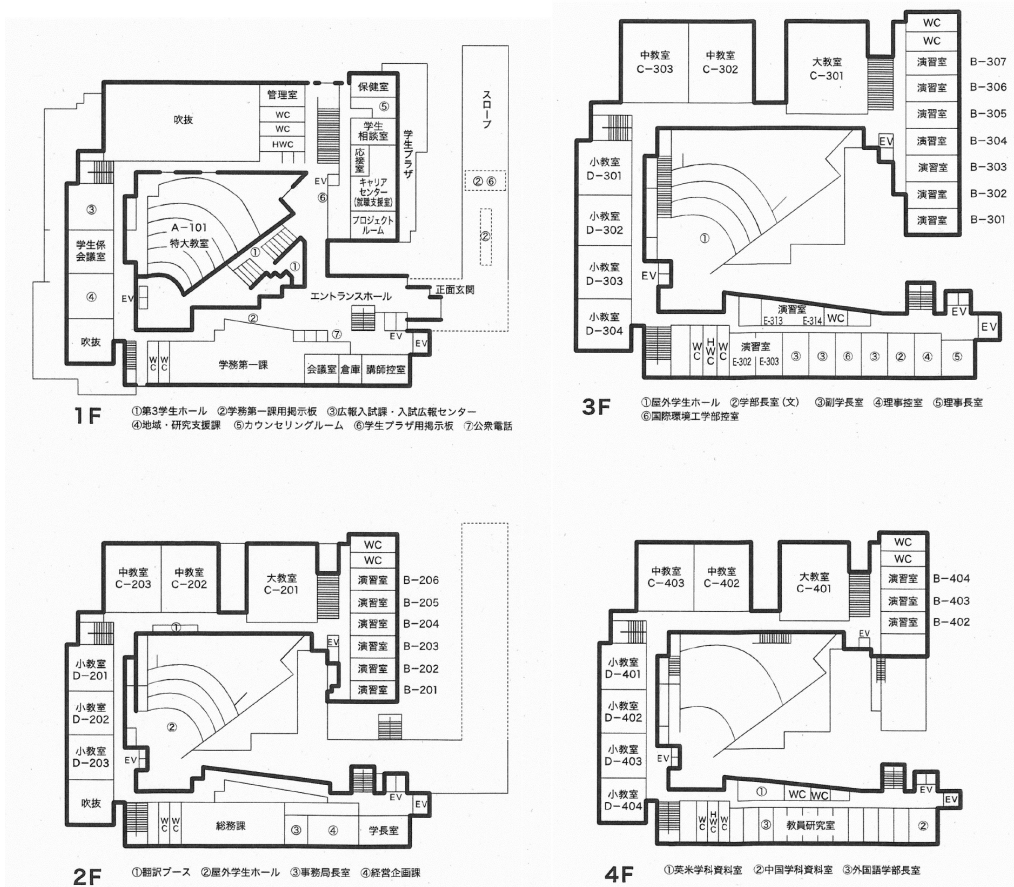 保健室
管理室
WC
WC
HWC
⑤
吹抜
学生
相談室
応接室
学生プラザ
スロープ
キャリア
センター
(就職支援室)
EV
⑥
プロジェクト
ルーム
②⑥
②
③
学生係
会議室
④
吹抜
EV
A-101
特大教室
①
①
エントランスホール
正面玄関
②
⑦
EV
EV
WC
WC
学務第一課
会議室
倉庫
講師控室
1F
①第3学生ホール ②学務第一課用掲示板 ③広報入試課・入試広報センター
④地域・研究支援課 ⑤カウンセリングルーム ⑥学生プラザ用掲示板 ⑦公衆電話
中教室
C-303
中教室
C-302
大教室
C-301
WC
WC
演習室 B-307
演習室 B-306
演習室 B-305
演習室 B-304
演習室 B-303
演習室 B-302
演習室 B-301
EV
小教室
D-301
小教室
D-302
小教室
D-303
小教室
D-304
EV
①
演習室
E-313 E-314
WC
EV
EV
WC
HWC
WC
演習室
E-302 E-303
③
③
⑥
③
②
④
⑤
3F
①屋外学生ホール ②学部長室(文) ③副学長室 ④理事控室 ⑤理事長室
⑥国際環境工学部控室
中教室
C-203
中教室
C-202
大教室
C-201
WC
WC
演習室 B-206
演習室 B-205
演習室 B-204
演習室 B-203
演習室 B-202
演習室 B-201
①
EV
小教室
D-201
小教室
D-202
小教室
D-203
吹抜
EV
②
EV
EV
WC
WC
総務課
③
④
学長室
2F
①翻訳ブース ②屋外学生ホール ③事務局長室 ④経営企画課
中教室
C-403
中教室
C-402
大教室
C-401
WC
WC
演習室 B-404
演習室 B-403
演習室 B-402
EV
小教室
D-401
小教室
D-402
小教室
D-403
小教室
D-404
EV
①
WC
WC
EV
EV
WC
HWC
WC
③
教員研究室
②
4F
①英米学科資料室 ②中国学科資料室 ③外国語学部長室